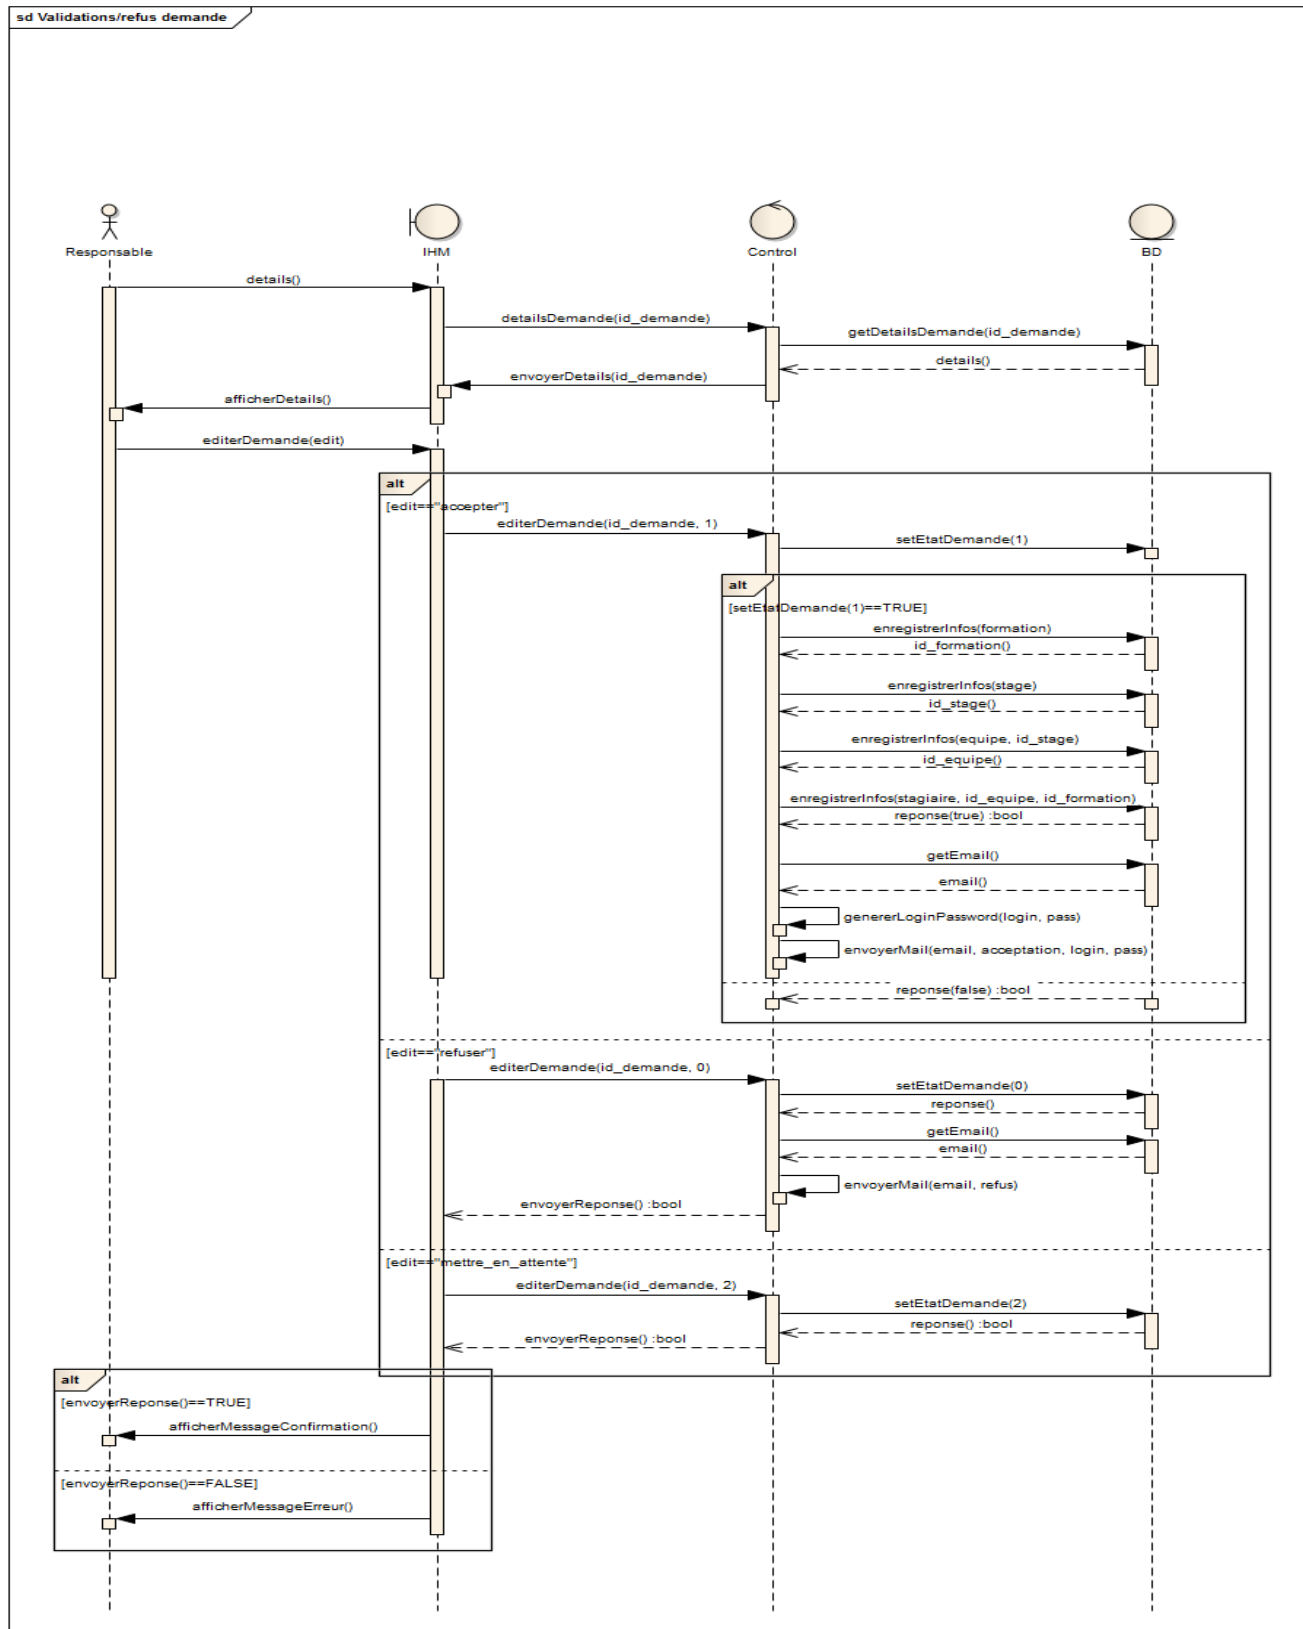 sd Validations/refus demande
Responsable
IHM
Control
BD
details()
detailsDemande(id_demande)
getDetailsDemande(id_demande)
details()
envoyerDetails(id_demande)
afficherDetails()
editerDemande(edit)
alt
[edit=="accepter"]
editerDemande(id_demande, 1)
setEtatDemande(1)
alt
[setEtatDemande(1)==TRUE]
enregistrerInfos(formation)
id_formation()
enregistrerInfos(stage)
id_stage()
enregistrerInfos(equipe, id_stage)
id_equipe()
enregistrerInfos(stagiaire, id_equipe, id_formation)
reponse(true) :bool
getEmail()
email()
genererLoginPassword(login, pass)
envoyerMail(email, acceptation, login, pass)
reponse(false) :bool
[edit=="refuser"]
editerDemande(id_demande, 0)
setEtatDemande(0)
reponse()
getEmail()
email()
envoyerMail(email, refus)
envoyerReponse() :bool
[edit=="mettre_en_attente"]
editerDemande(id_demande, 2)
setEtatDemande(2)
reponse() :bool
envoyerReponse() :bool
alt
[envoyerReponse()==TRUE]
afficherMessageConfirmation()
[envoyerReponse()==FALSE]
afficherMessageErreur()